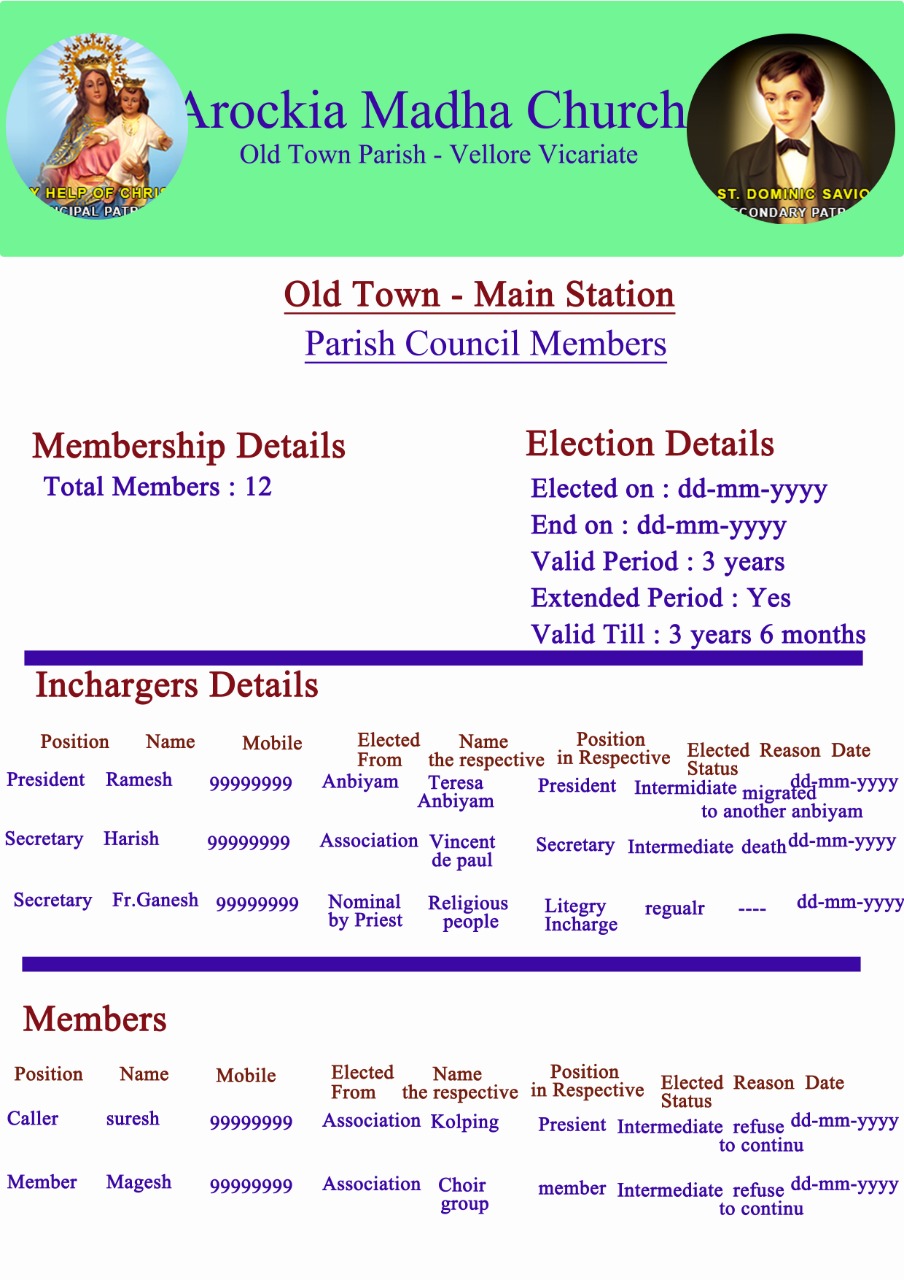 Arockia Madha Church
Old Town Parish - Vellore Vicariate
Y HELP OF CHRIS
CIPAL PATR
ST. DOMINIC SAVIO
ECONDARY PATR
Old Town - Main Station
Parish Council Members
Membership Details
Total Members : 12
Election Details
Elected on : dd-mm-yyyy
End on : dd-mm-yyyy
Valid Period : 3 years
Extended Period : Yes
Valid Till : 3 years 6 months
Inchargers Details
Position Name Mobile Elected From Name the respective Position in Respective Elected Status Reason Date
President Ramesh 99999999 Anbiyam Teresa Anbiyam President Intermidiate migrated to another anbiyam dd-mm-yyyy
Secretary Harish 99999999 Association Vincent de paul Secretary Intermediate death dd-mm-yyyy
Secretary Fr.Ganesh 99999999 Nominal by Priest Religious people Litegry Incharge regualr ---- dd-mm-yyyy
Members
Position Name Mobile Elected From Name the respective Position in Respective Elected Status Reason Date
Caller suresh 99999999 Association Kolping Presient Intermediate refuse to continu dd-mm-yyyy
Member Magesh 99999999 Association Choir group member Intermediate refuse to continu dd-mm-yyyy